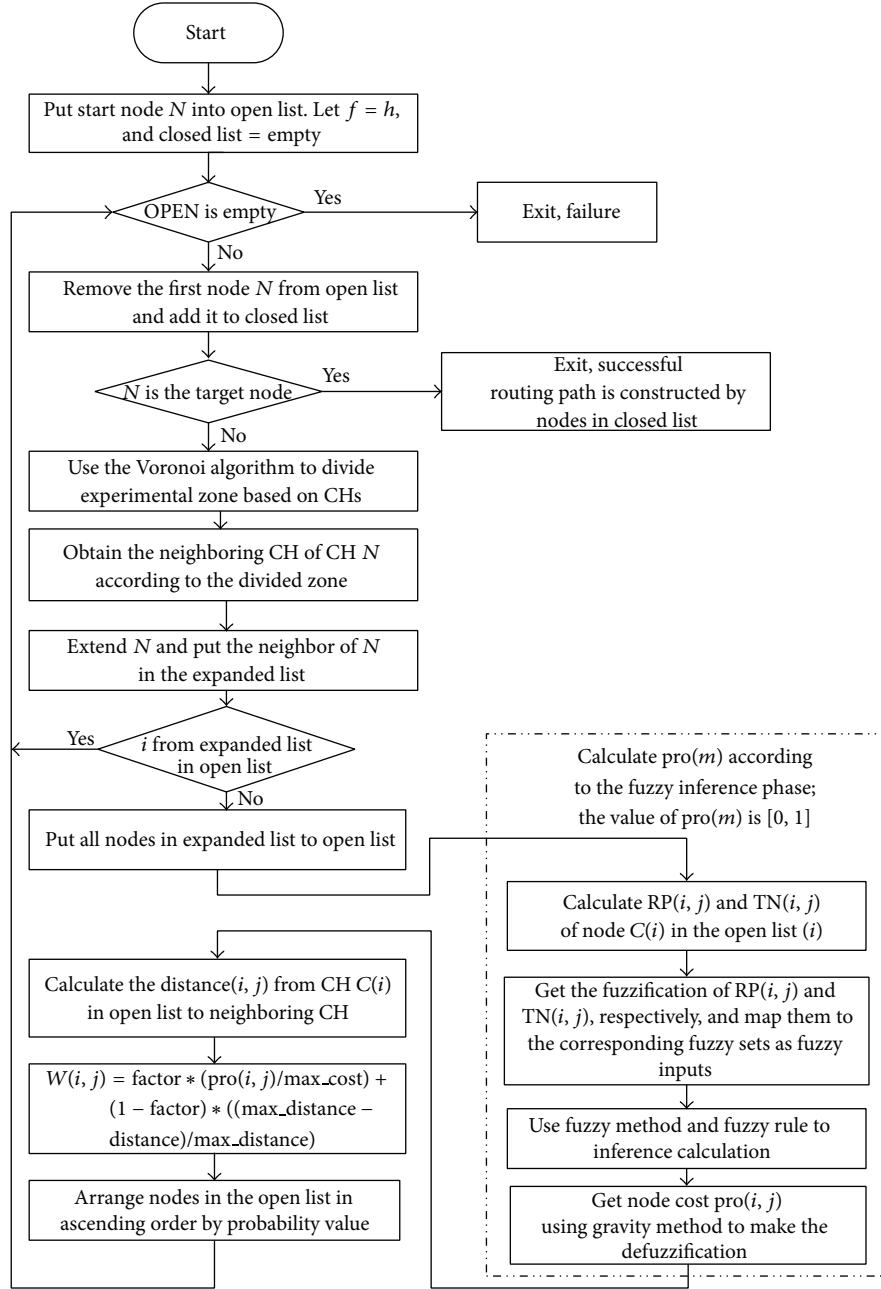 Start
Put start node N into open list. Let f = h,
and closed list = empty
OPEN is empty
Yes
Exit, failure
No
Remove the first node N from open list
and add it to closed list
N is the target node
Yes
Exit, successful
routing path is constructed by
nodes in closed list
No
Use the Voronoi algorithm to divide
experimental zone based on CHs
Obtain the neighboring CH of CH N
according to the divided zone
Extend N and put the neighbor of N
in the expanded list
Yes
i from expanded list
in open list
No
Put all nodes in expanded list to open list
Calculate pro(m) according
to the fuzzy inference phase;
the value of pro(m) is [0, 1]
Calculate RP(i, j) and TN(i, j)
of node C(i) in the open list (i)
Get the fuzzification of RP(i, j) and
TN(i, j), respectively, and map them to
the corresponding fuzzy sets as fuzzy
inputs
Use fuzzy method and fuzzy rule to
inference calculation
Get node cost pro(i, j)
using gravity method to make the
defuzzification
Calculate the distance(i, j) from CH C(i)
in open list to neighboring CH
W(i, j) = factor ∗ (pro(i, j)/max_cost) +
(1 − factor) ∗ ((max_distance −
distance)/max_distance)
Arrange nodes in the open list in
ascending order by probability value